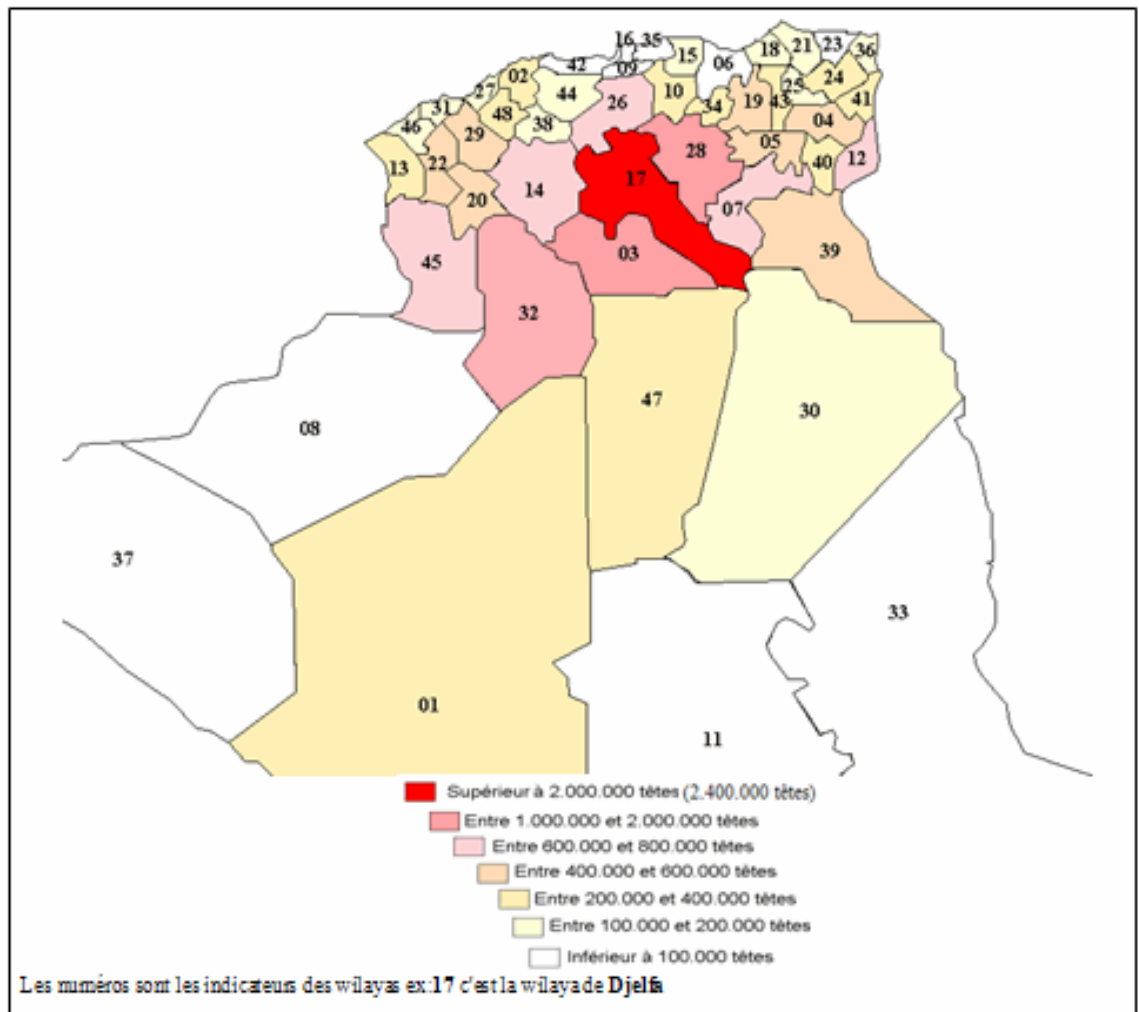 16 35
15
18 21 23 36
42 09 06
02
27 44 26 10 34 19 43 25 24 41
31 48
46 29 38 04
13 22 28 05 40 12
20 14 17
07
45 03 39
32
47 30
08
37
33
01
11
Supérieur à 2.000.000 têtes (2.400.000 têtes)
Entre 1.000.000 et 2.000.000 têtes
Entre 600.000 et 800.000 têtes
Entre 400.000 et 600.000 têtes
Entre 200.000 et 400.000 têtes
Entre 100.000 et 200.000 têtes
Inférieur à 100.000 têtes
Les numéros sont les indicateurs des wilayas ex:17 c'est la wilaya de Djelfa